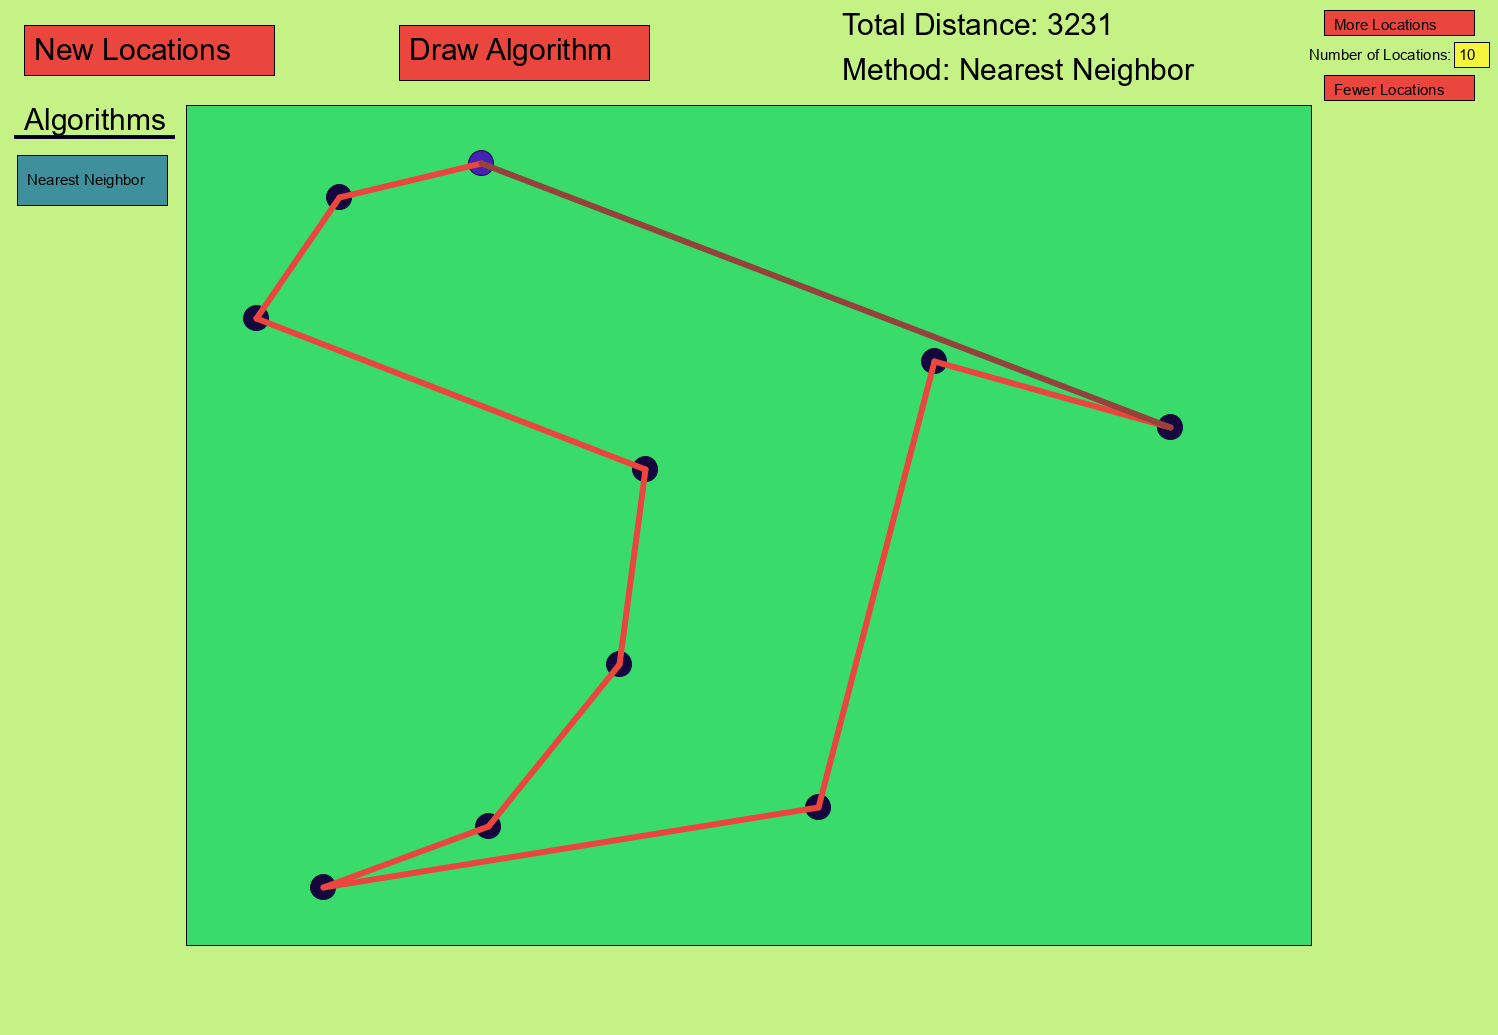 New Locations
Draw Algorithm
Total Distance: 3231
Method: Nearest Neighbor
More Locations
Number of Locations: 10
Fewer Locations
Algorithms
Nearest Neighbor